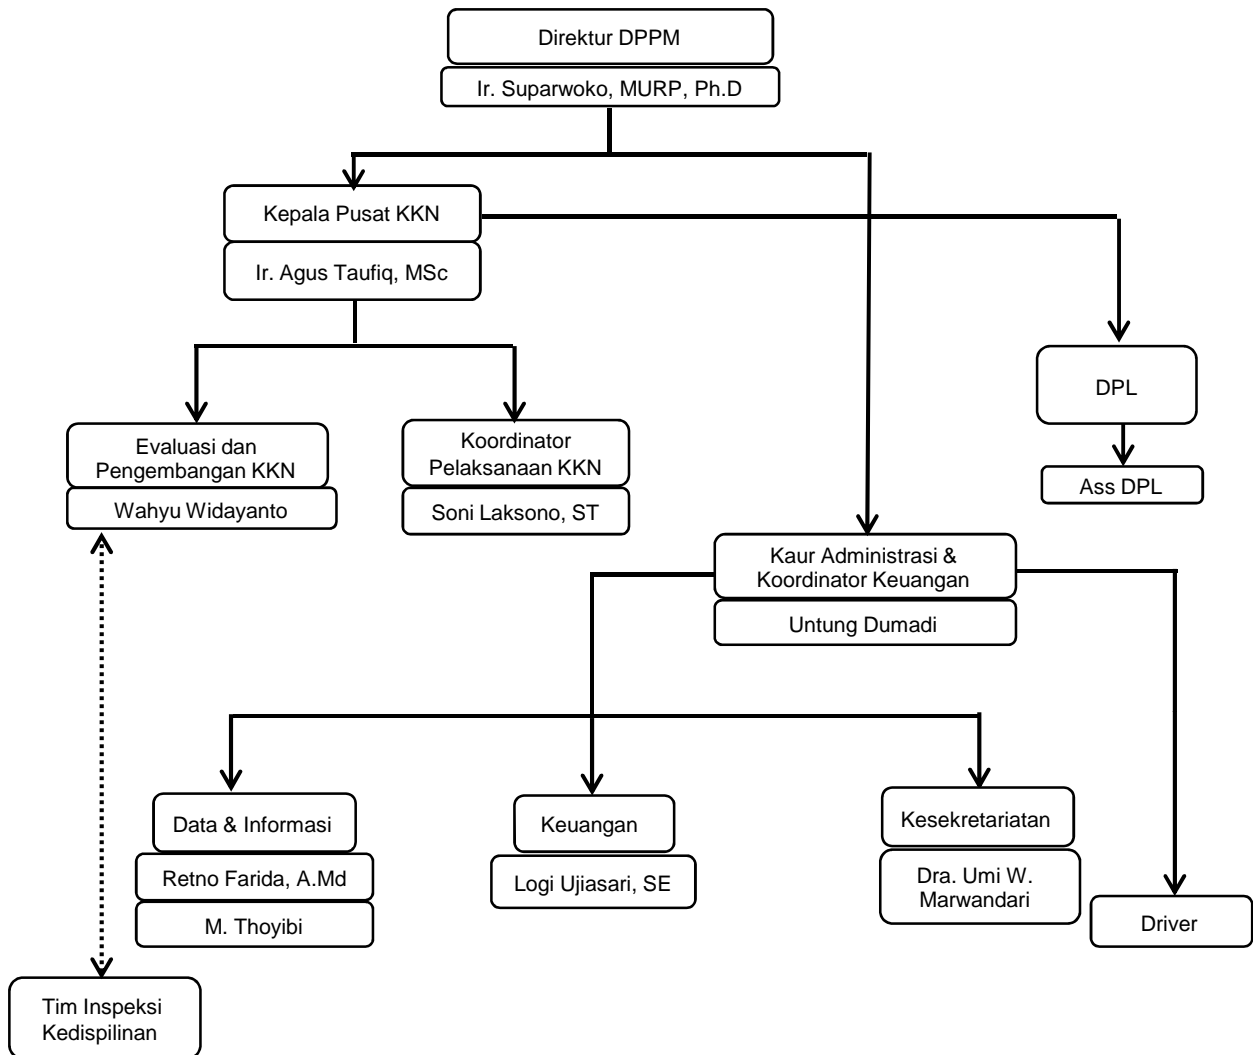 Direktur DPPM
Ir. Suparwoko, MURP, Ph.D
Kepala Pusat KKN
Ir. Agus Taufiq, MSc
DPL
Ass DPL
Evaluasi dan
Pengembangan KKN
Wahyu Widayanto
Koordinator
Pelaksanaan KKN
Soni Laksono, ST
Kaur Administrasi &
Koordinator Keuangan
Untung Dumadi
Data & Informasi
Retno Farida, A.Md
M. Thoyibi
Keuangan
Logi Ujiasari, SE
Kesekretariatan
Dra. Umi W.
Marwandari
Driver
Tim Inspeksi
Kedispilinan